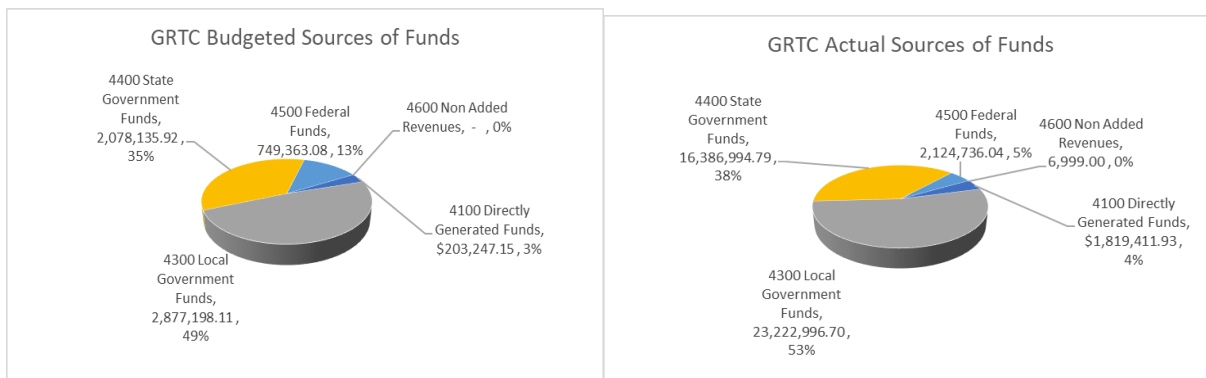 GRTC Budgeted Sources of Funds
4400 State
Government
Funds,
2,078,135.92 ,
35%
4500 Federal
Funds,
749,363.08 , 13%
4600 Non Added
Revenues, - , 0%
4100 Directly
Generated Funds,
$203,247.15 , 3%
4300 Local
Government
Funds,
2,877,198.11 ,
49%
GRTC Actual Sources of Funds
4400 State
Government
Funds,
16,386,994.79
38%
4500 Federal
Funds,
2,124,736.04 , 5%
4600 Non Added
Revenues,
6,999.00 , 0%
4100 Directly
Generated Funds,
$1,819,411.93 ,
4%
4300 Local
Government
Funds,
23,222,996.70 ,
53%